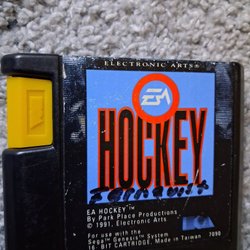 ELECTRONIC ARTS®
EA
HOCKEY
EA HOCKEY™
By Park Place Productions
© 1991, Electronic Arts
For use with the
Sega™ Genesis™ System
16-BIT CARTRIDGE. Made in Taiwan 7090